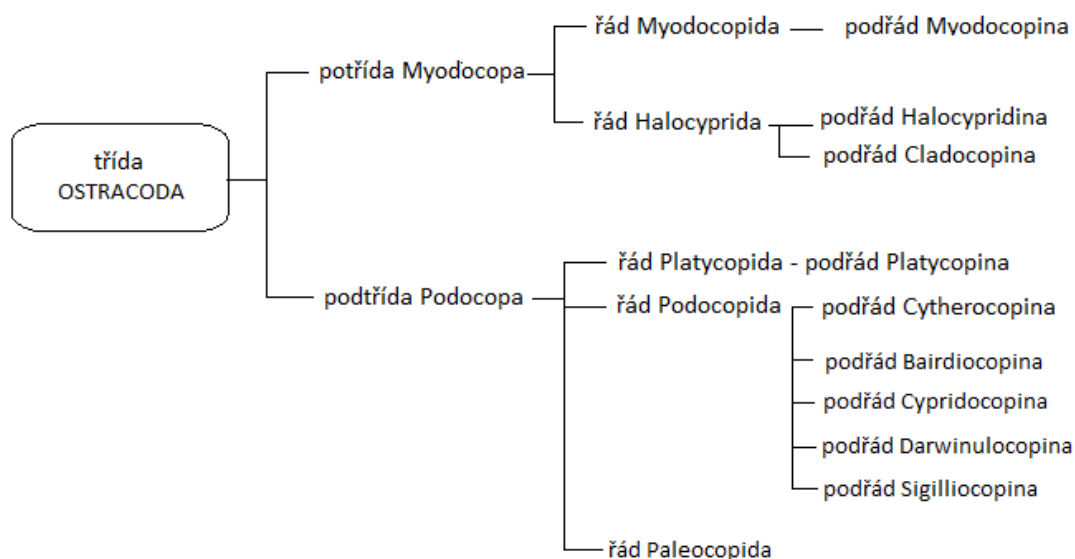 řád Myodocopida
podřád Myodocopina
potřída Myodocopa
řád Halocyprida
podřád Halocypridina
podřád Cladocopina
třída
OSTRACODA
řád Platycopida - podřád Platycopina
podtřída Podocopa
řád Podocopida
podřád Cytherocopina
podřád Bairdiocopina
podřád Cypridocopina
podřád Darwinulocopina
podřád Sigilliocopina
řád Paleocopida